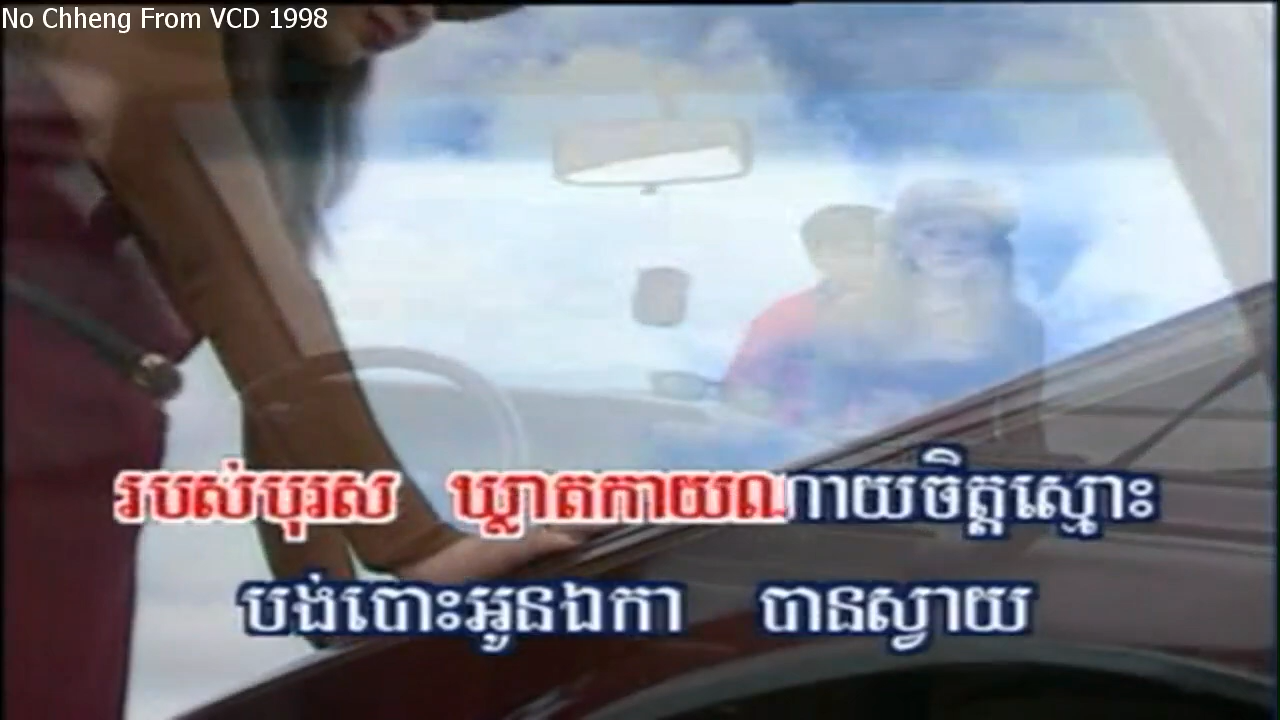 No Chheng From VCD 1998
របស់បុរស ឃ្លាតកាយណាយចិត្តស្មោះ
បង់បោះអូនឯកា បានស្វាយ